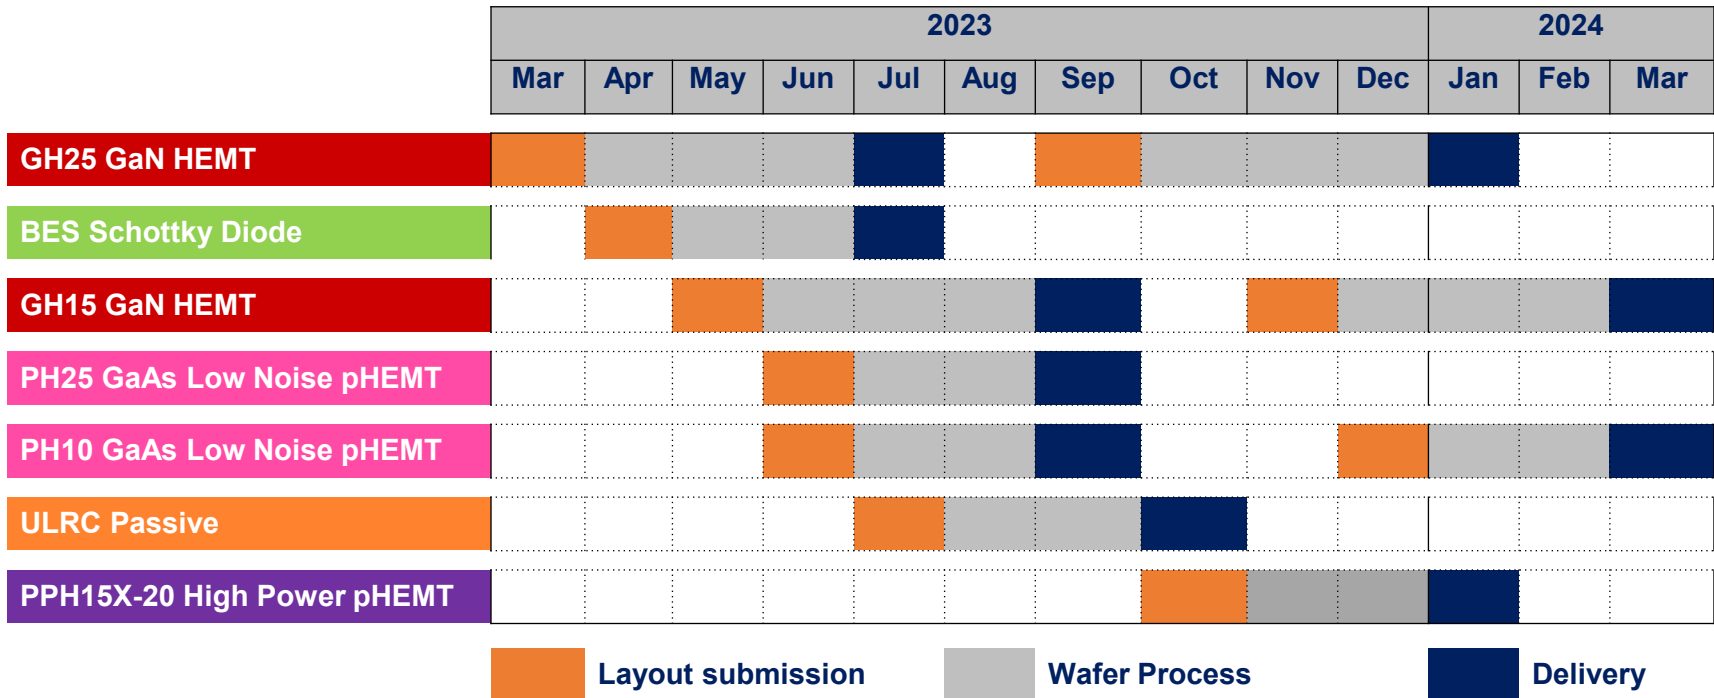 2023 2024
Mar Apr May Jun Jul Aug Sep Oct Nov Dec Jan Feb Mar
GH25 GaN HEMT
BES Schottky Diode
GH15 GaN HEMT
PH25 GaAs Low Noise pHEMT
PH10 GaAs Low Noise pHEMT
ULRC Passive
PPH15X-20 High Power pHEMT
Layout submission Wafer Process Delivery